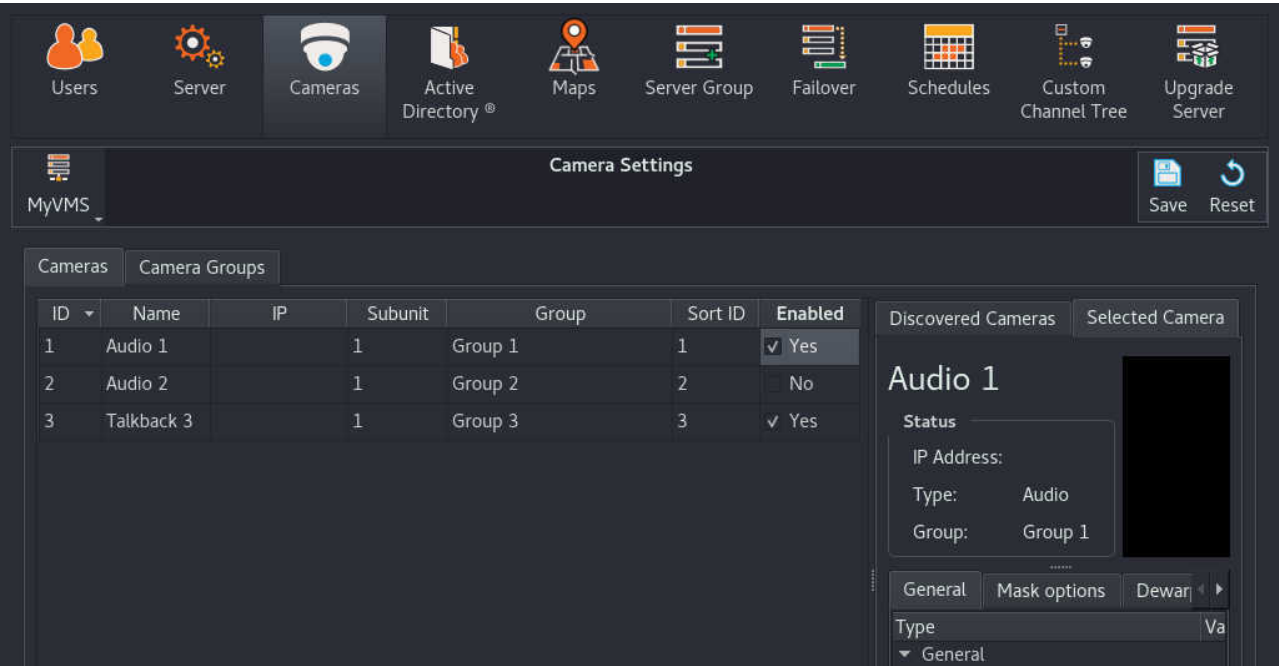 Users Server Cameras Active Directory ® Maps Server Group Failover Schedules Custom Channel Tree Upgrade Server
Camera Settings
MyVMS Save Reset
Cameras Camera Groups
ID Name IP Subunit Group Sort ID Enabled
1 Audio 1 1 Group 1 1 Yes
2 Audio 2 1 Group 2 2 No
3 Talkback 3 1 Group 3 3 Yes
Discovered Cameras Selected Camera
Audio 1
Status
IP Address:
Type: Audio
Group: Group 1
General Mask options Dewar
Type Va
General